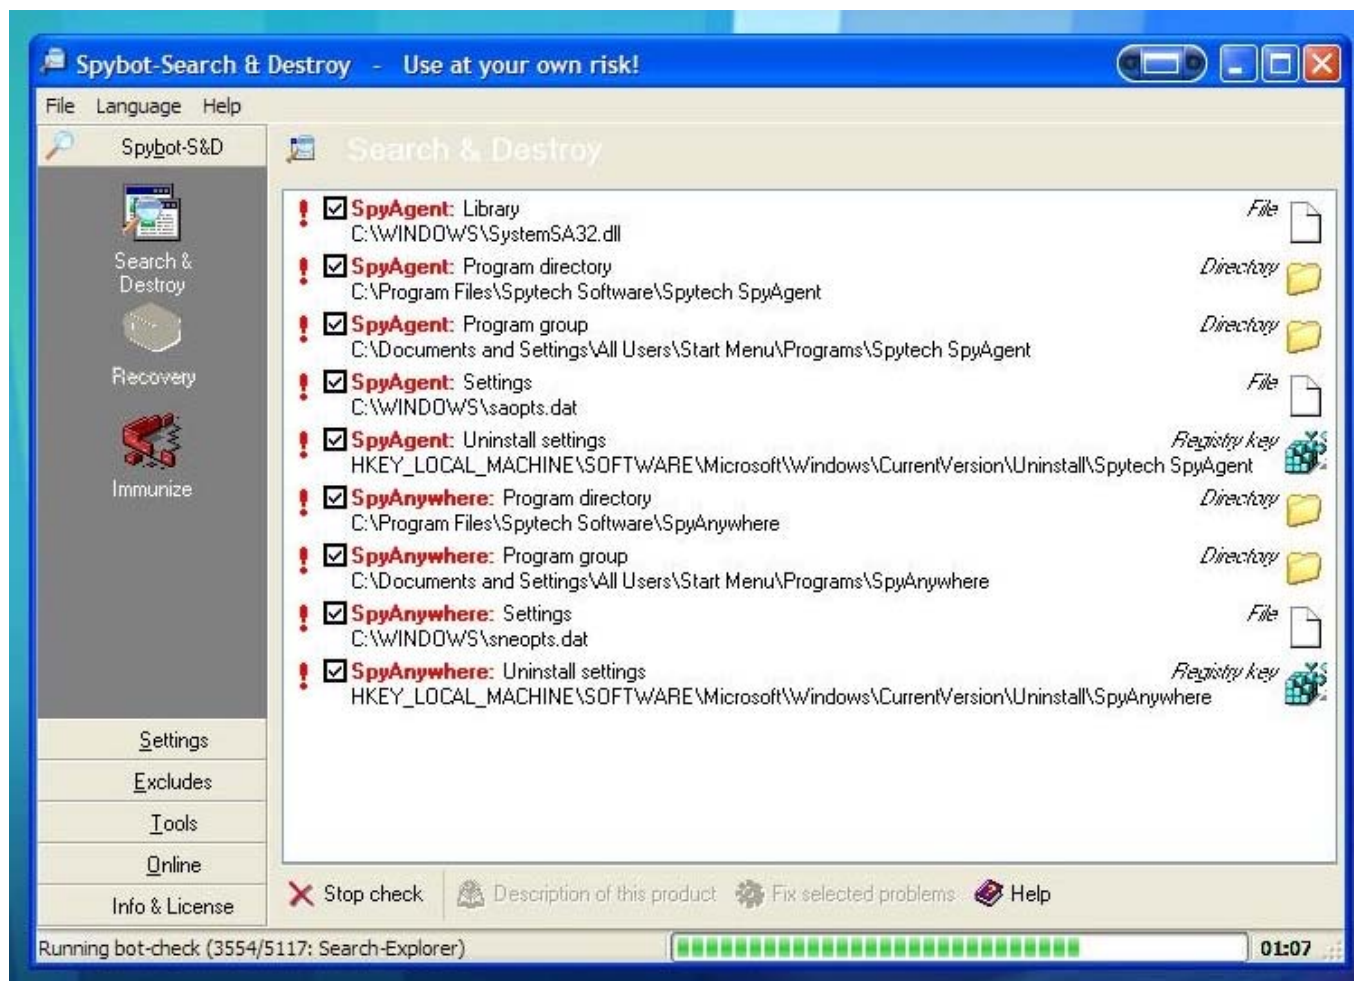 Spybot-Search & Destroy - Use at your own risk!
File Language Help
Spybot-S&D
Search & Destroy
Search &
Destroy
Recovery
Immunize
Settings
Excludes
Tools
Online
Info & License
SpyAgent: Library File
C:\WINDOWS\SystemSA32.dll
SpyAgent: Program directory Directory
C:\Program Files\Spytech Software\Spytech SpyAgent
SpyAgent: Program group Directory
C:\Documents and Settings\All Users\Start Menu\Programs\Spytech SpyAgent
SpyAgent: Settings File
C:\WINDOWS\saopts.dat
SpyAgent: Uninstall settings Registry key
HKEY_LOCAL_MACHINE\SOFTWARE\Microsoft\Windows\CurrentVersion\Uninstall\Spytech SpyAgent
SpyAnywhere: Program directory Directory
C:\Program Files\Spytech Software\SpyAnywhere
SpyAnywhere: Program group Directory
C:\Documents and Settings\All Users\Start Menu\Programs\SpyAnywhere
SpyAnywhere: Settings File
C:\WINDOWS\sneopts.dat
SpyAnywhere: Uninstall settings Registry key
HKEY_LOCAL_MACHINE\SOFTWARE\Microsoft\Windows\CurrentVersion\Uninstall\SpyAnywhere
Stop check Description of this product Fix selected problems Help
Running bot-check (3554/5117: Search-Explorer) 01:07